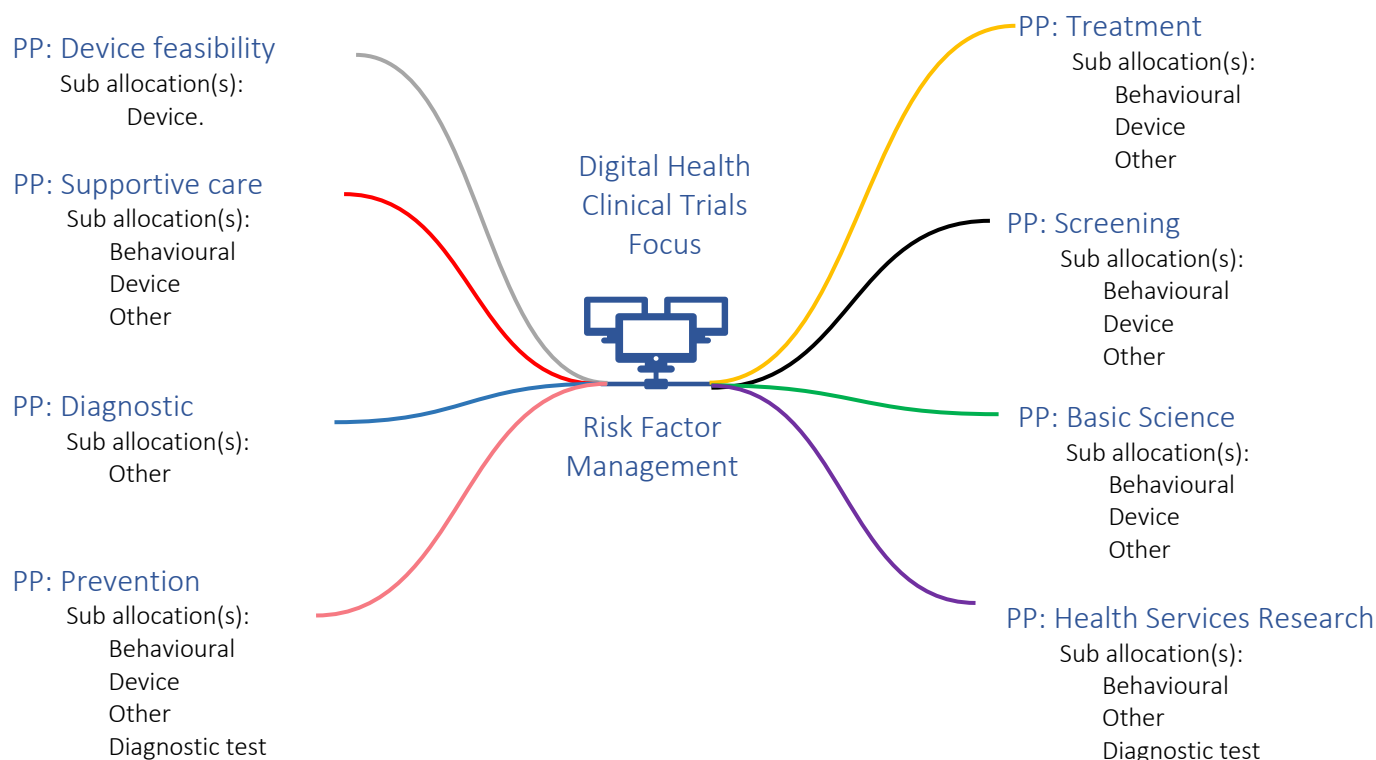 PP: Device feasibility
Sub allocation(s):
Device.
PP: Supportive care
Sub allocation(s):
Behavioural
Device
Other
PP: Diagnostic
Sub allocation(s):
Other
PP: Prevention
Sub allocation(s):
Behavioural
Device
Other
Diagnostic test
Digital Health
Clinical Trials
Focus
Risk Factor
Management
PP: Treatment
Sub allocation(s):
Behavioural
Device
Other
PP: Screening
Sub allocation(s):
Behavioural
Device
Other
PP: Basic Science
Sub allocation(s):
Behavioural
Device
Other
PP: Health Services Research
Sub allocation(s):
Behavioural
Other
Diagnostic test